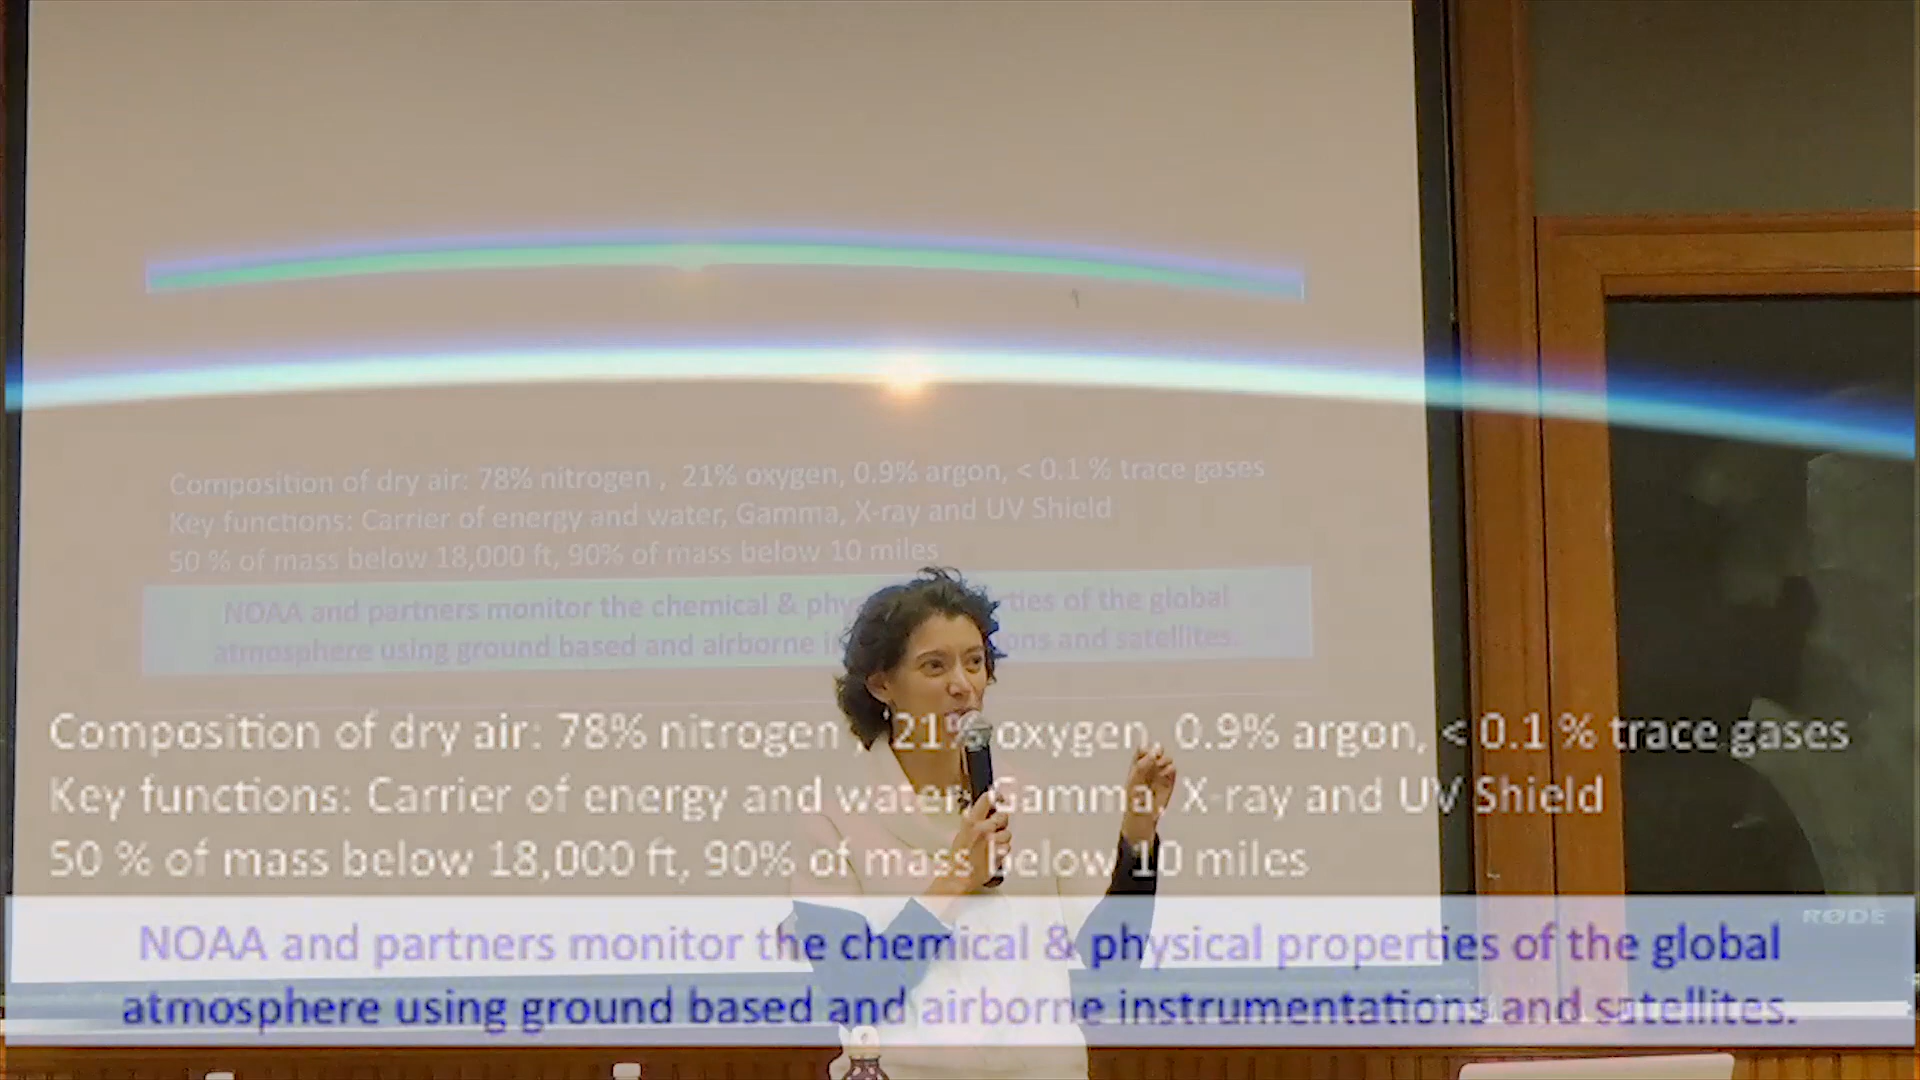 Composition of dry air: 78% nitrogen , 21% oxygen, 0.9% argon, < 0.1 % trace gases
Key functions: Carrier of energy and water, Gamma, X-ray and UV Shield
50 % of mass below 18,000 ft, 90% of mass below 10 miles
NOAA and partners monitor the chemical & phy rties of the global
atmosphere using ground based and airborne in ons and satellites.
Composition of dry air: 78% nitrogen , 21% oxygen, 0.9% argon, < 0.1 % trace gases
Key functions: Carrier of energy and water, Gamma, X-ray and UV Shield
50 % of mass below 18,000 ft, 90% of mass below 10 miles
RØDE
NOAA and partners monitor the chemical & physical properties of the global
atmosphere using ground based and airborne instrumentations and satellites.